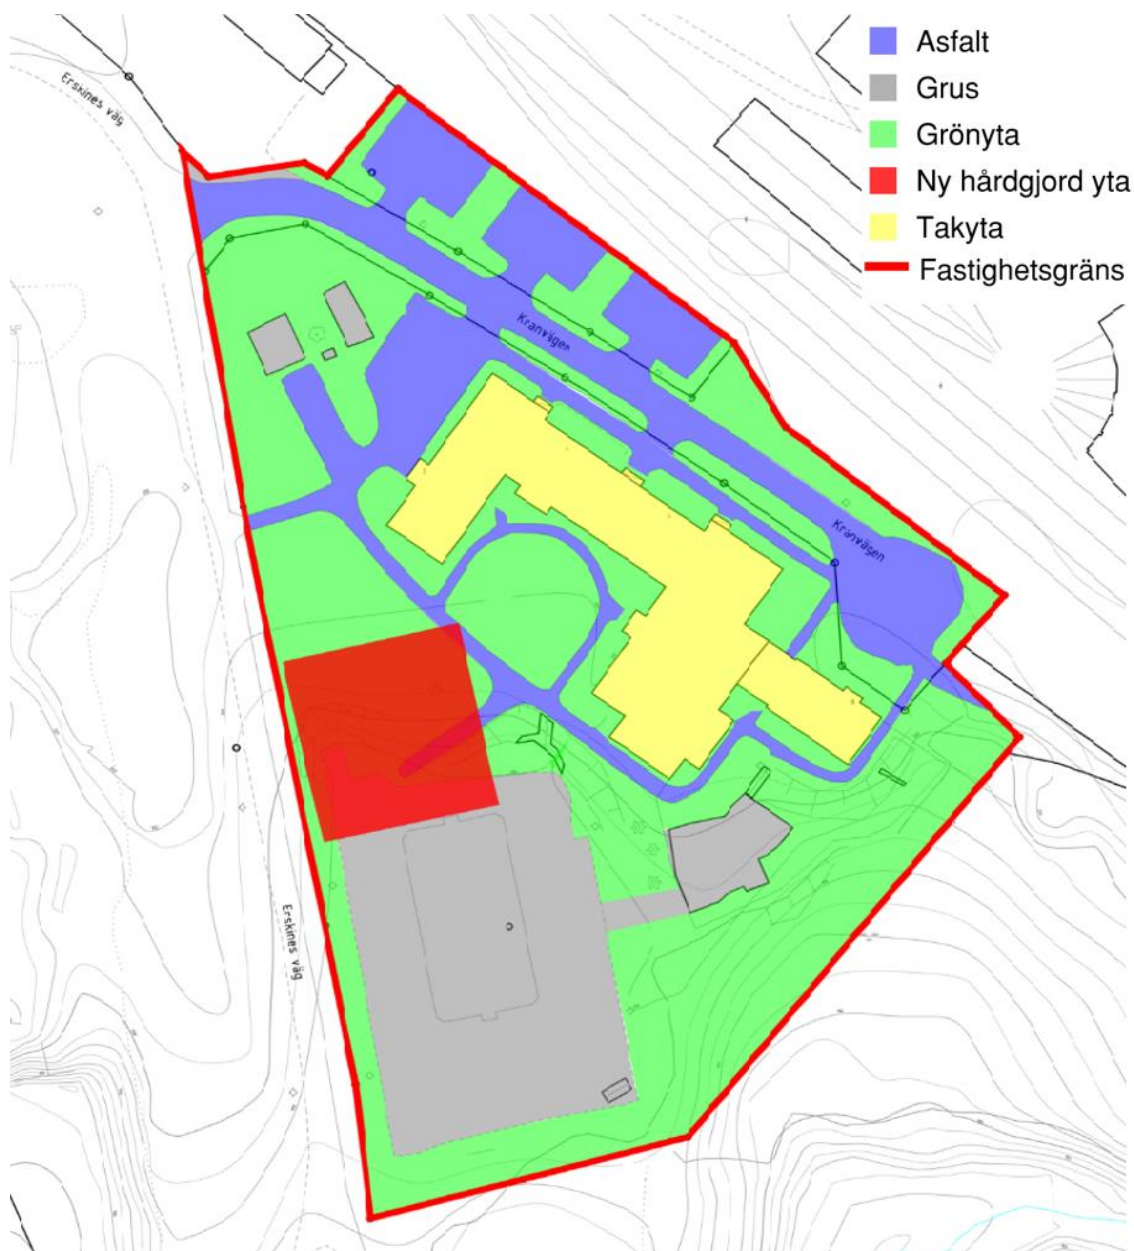 Asfalt
Grus
Grönyta
Ny hårdgjord yta
Takyta
Fastighetsgräns
Erskines väg
Kranvägen
Kranvägen
Erskines väg